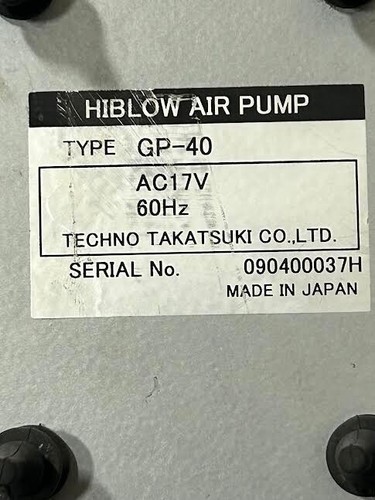 HIBLOW AIR PUMP
TYPE GP-40
AC17V
60Hz
TECHNO TAKATSUKI CO.,LTD.
SERIAL No. 090400037H
MADE IN JAPAN